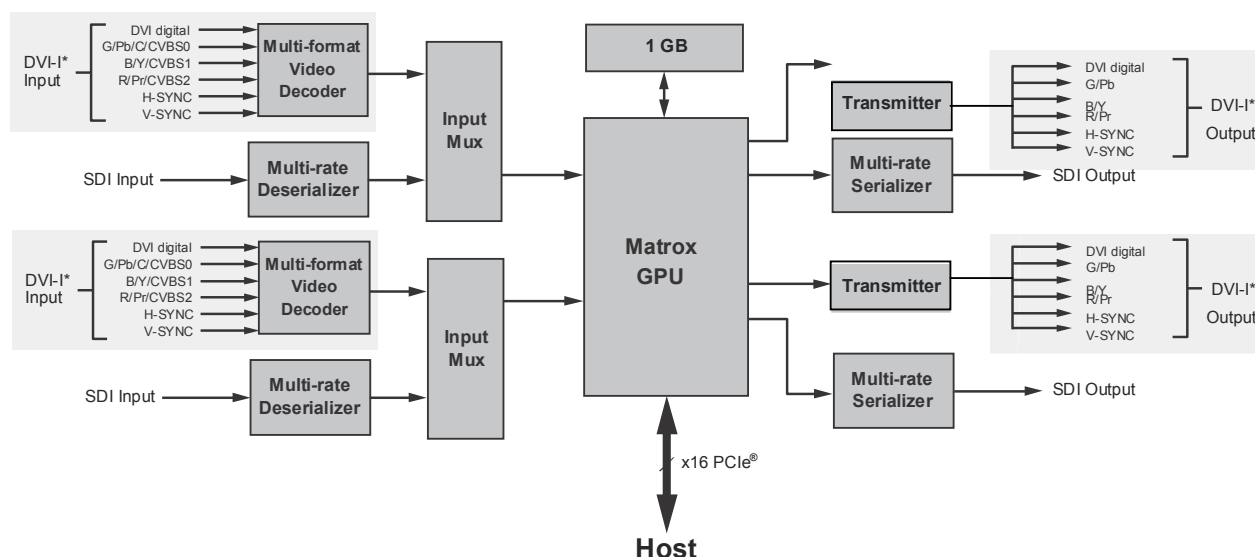 DVI-I*
Input
DVI digital
G/Pb/C/CVBS0
B/Y/CVBS1
R/Pr/CVBS2
H-SYNC
V-SYNC
Multi-format
Video
Decoder
SDI Input
Multi-rate
Deserializer
Input
Mux
DVI-I*
Input
DVI digital
G/Pb/C/CVBS0
B/Y/CVBS1
R/Pr/CVBS2
H-SYNC
V-SYNC
Multi-format
Video
Decoder
SDI Input
Multi-rate
Deserializer
Input
Mux
1 GB
Matrox
GPU
x16 PCIe®
Host
Transmitter
DVI digital
G/Pb
B/Y
R/Pr
H-SYNC
V-SYNC
DVI-I*
Output
Multi-rate
Serializer
SDI Output
Transmitter
DVI digital
G/Pb
B/Y
R/Pr
H-SYNC
V-SYNC
DVI-I*
Output
Multi-rate
Serializer
SDI Output